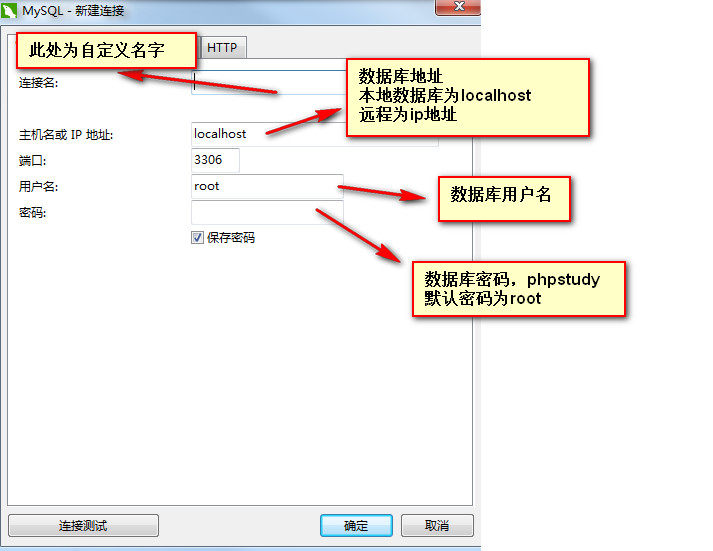 MySQL - 新建连接
此处为自定义名字
HTTP
连接名:
数据库地址
本地数据库为localhost
远程为ip地址
主机名或 IP 地址:
localhost
端口:
3306
用户名:
root
数据库用户名
密码:
保存密码
数据库密码，phpstudy
默认密码为root
连接测试
确定
取消